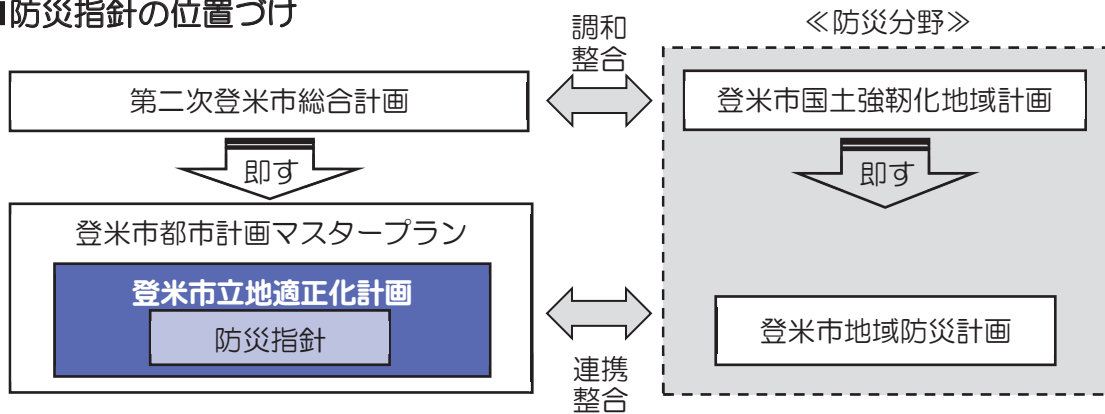 防災指針の位置づけ
≪防災分野≫
調和
整合
第二次登米市総合計画
登米市国土強靭化地域計画
即す
即す
登米市都市計画マスタープラン
登米市立地適正化計画
防災指針
登米市地域防災計画
連携
整合